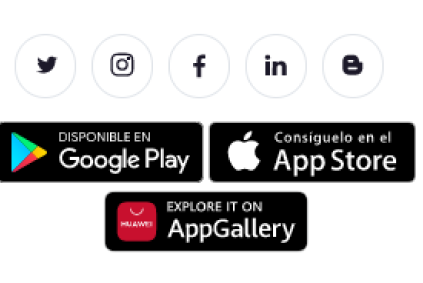 DISPONIBLE EN
Google Play
Consíguelo en el
App Store
HUAWEI
EXPLORE IT ON
AppGallery